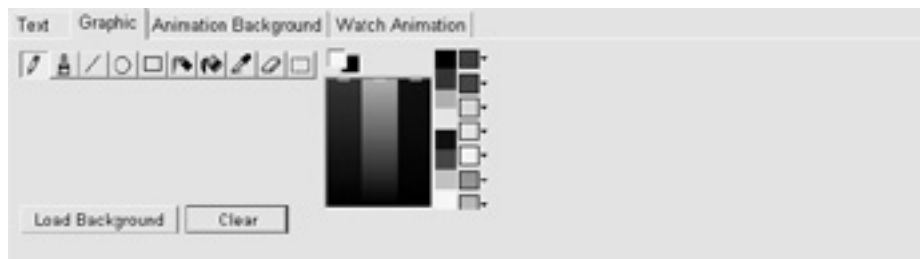 Text Graphic Animation Background Watch Animation
Load Background Clear